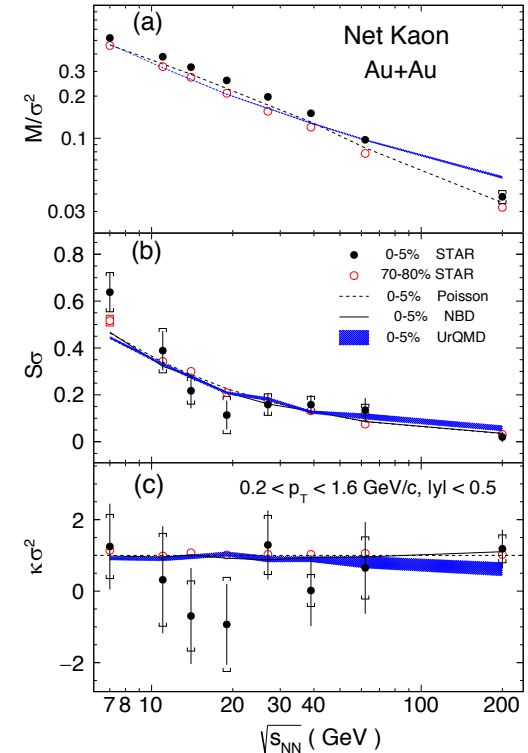 (a)
Net Kaon
Au+Au
M/σ²
0.3
0.2
0.1
0.03
(b)
Sσ
0.8
0.6
0.4
0.2
0
0-5% STAR
70-80% STAR
0-5% Poisson
0-5% NBD
0-5% UrQMD
(c)
0.2 < p_T < 1.6 GeV/c, |y| < 0.5
κσ²
2
0
−2
7 8 10 20 30 40 100 200
√s_NN ( GeV )